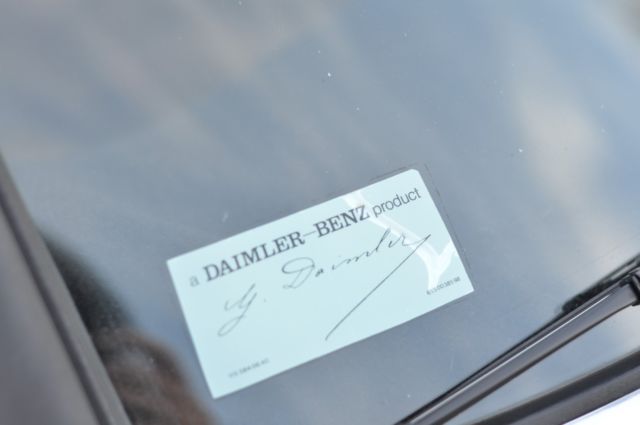 a DAIMLER-BENZ product
G. Daimler